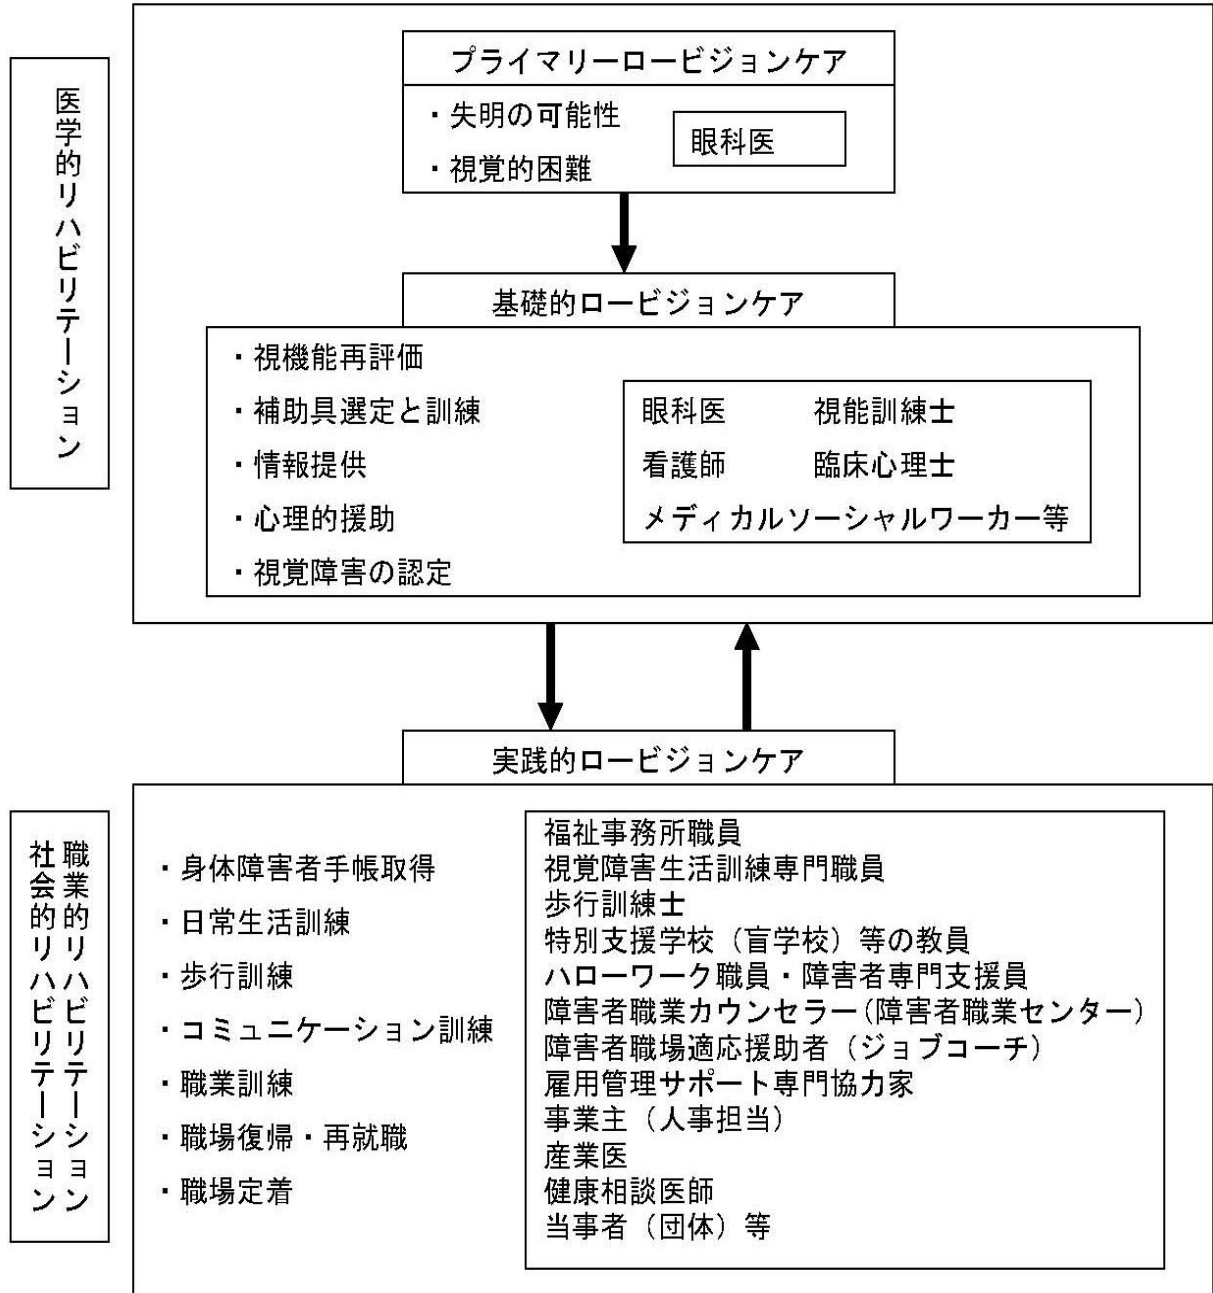 医学的リハビリテーション
プライマリーロービジョンケア
・失明の可能性
・視覚的困難
眼科医
基礎的ロービジョンケア
・視機能再評価
・補助具選定と訓練
・情報提供
・心理的援助
・視覚障害の認定
眼科医 視能訓練士
看護師 臨床心理士
メディカルソーシャルワーカー等
職業的リハビリテーション
社会的リハビリテーション
実践的ロービジョンケア
・身体障害者手帳取得
・日常生活訓練
・歩行訓練
・コミュニケーション訓練
・職業訓練
・職場復帰・再就職
・職場定着
福祉事務所職員
視覚障害生活訓練専門職員
歩行訓練士
特別支援学校（盲学校）等の教員
ハローワーク職員・障害者専門支援員
障害者職業カウンセラー(障害者職業センター)
障害者職場適応援助者（ジョブコーチ）
雇用管理サポート専門協力家
事業主（人事担当）
産業医
健康相談医師
当事者（団体）等